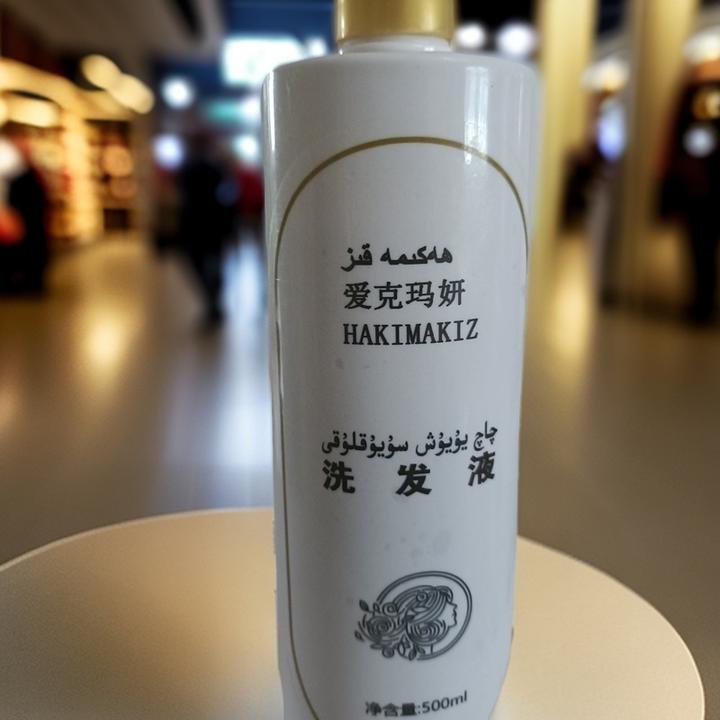 ھەكىمە قىز
爱克玛妍
HAKIMAKIZ
چاچ يۇيۇش سۇيۇقلۇقى
洗发液
净含量:500ml